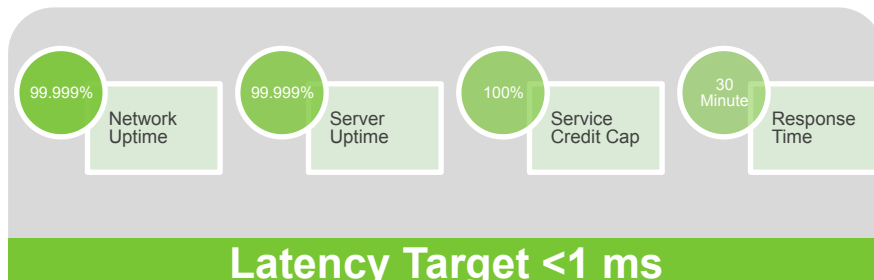 99.999%
Network
Uptime
99.999%
Server
Uptime
100%
Service
Credit Cap
30
Minute
Response
Time
Latency Target <1 ms